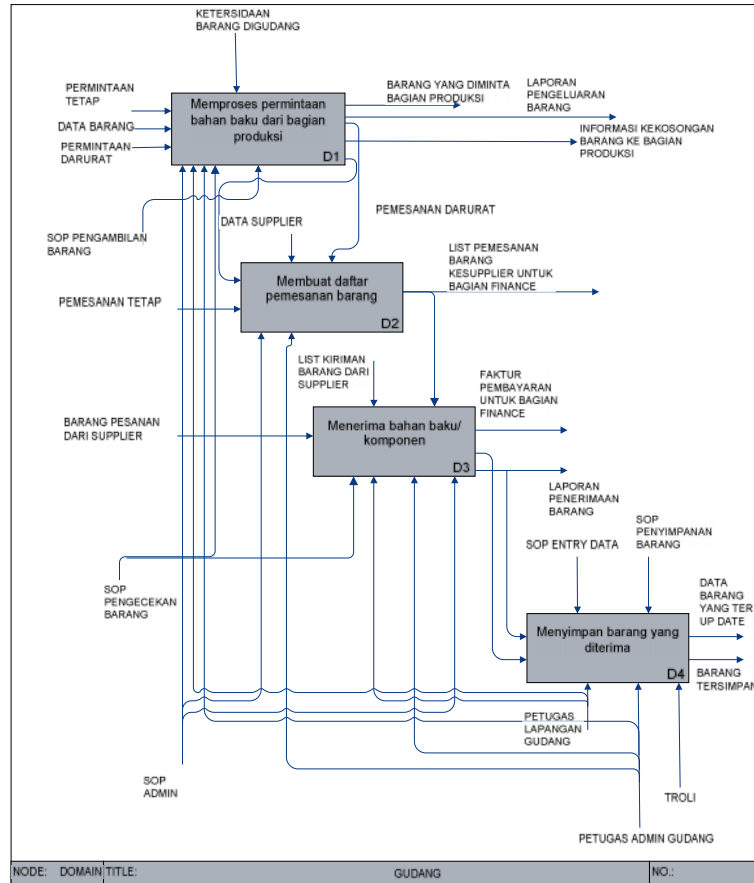 KETERSIDAAN
BARANG DIGUDANG
PERMINTAAN
TETAP
DATA BARANG
PERMINTAAN
DARURAT
Memproses permintaan
bahan baku dari bagian
produksi
D1
BARANG YANG DIMINTA
BAGIAN PRODUKSI
LAPORAN
PENGELUARAN
BARANG
INFORMASI KEKOSONGAN
BARANG KE BAGIAN
PRODUKSI
SOP PENGAMBILAN
BARANG
DATA SUPPLIER
PEMESANAN DARURAT
PEMESANAN TETAP
Membuat daftar
pemesanan barang
D2
LIST PEMESANAN
BARANG
KESUPPLIER UNTUK
BAGIAN FINANCE
LIST KIRIMAN
BARANG DARI
SUPPLIER
BARANG PESANAN
DARI SUPPLIER
Menerima bahan baku/
komponen
D3
FAKTUR
PEMBAYARAN
UNTUK BAGIAN
FINANCE
LAPORAN
PENERIMAAN
BARANG
SOP
PENGECEKAN
BARANG
SOP ENTRY DATA
SOP
PENYIMPANAN
BARANG
Menyimpan barang yang
diterima
D4
DATA
BARANG
YANG TER
UP DATE
BARANG
TERSIMPAN
PETUGAS
LAPANGAN
GUDANG
SOP
ADMIN
TROLI
PETUGAS ADMIN GUDANG
NODE: DOMAIN TITLE: GUDANG NO.: